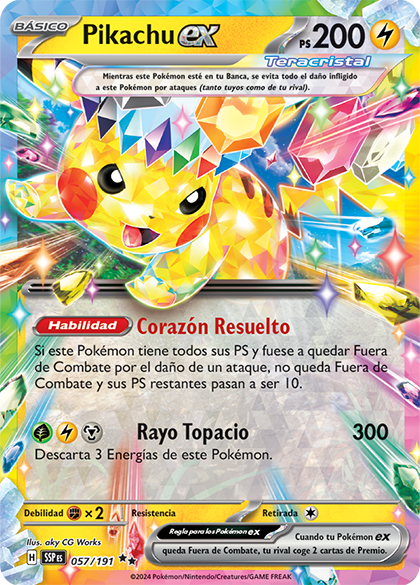 BÁSICO Pikachu ex PS 200
Teracristal
Mientras este Pokémon esté en tu Banca, se evita todo el daño infligido
a este Pokémon por ataques (tanto tuyos como de tu rival).
Habilidad Corazón Resuelto
Si este Pokémon tiene todos sus PS y fuese a quedar Fuera
de Combate por el daño de un ataque, no queda Fuera de
Combate y sus PS restantes pasan a ser 10.
Rayo Topacio 300
Descarta 3 Energías de este Pokémon.
Debilidad ×2 Resistencia Retirada
Ilus. aky CG Works
H SSP ES 057/191
Regla para los Pokémon ex Cuando tu Pokémon ex
queda Fuera de Combate, tu rival coge 2 cartas de Premio.
©2024 Pokémon/Nintendo/Creatures/GAME FREAK